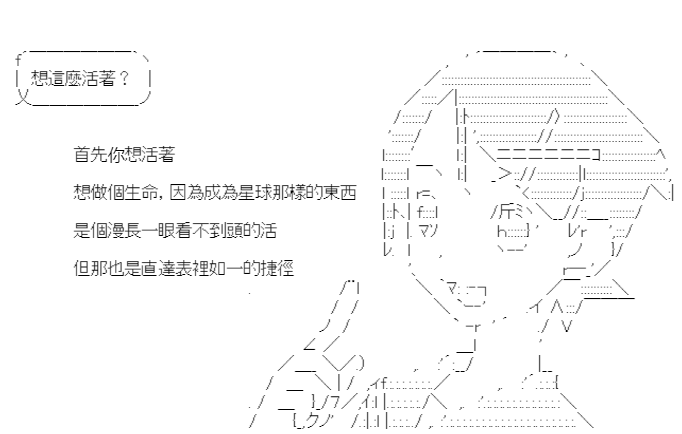 想這麼活著？
首先你想活著
想做個生命，因為成為星球那樣的東西
是個漫長一眼看不到頭的活
但那也是直達表裡如一的捷徑